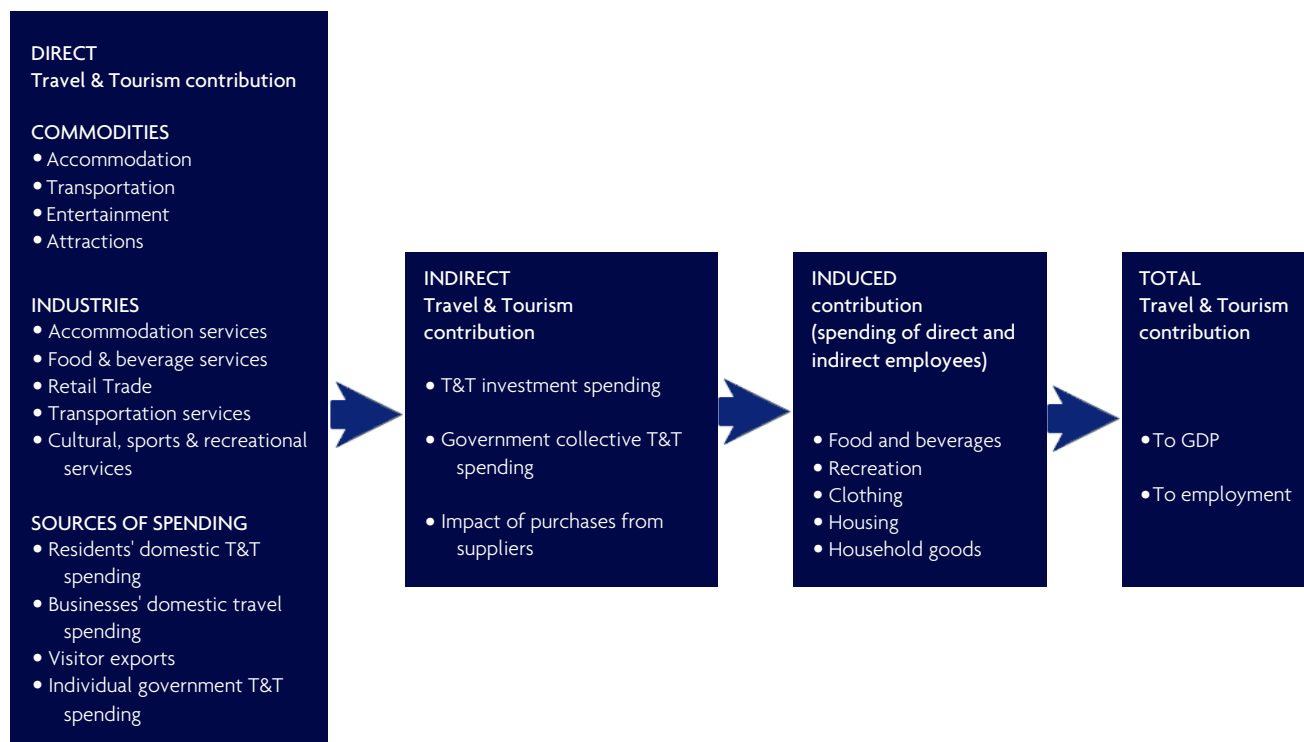 DIRECT
Travel & Tourism contribution
COMMODITIES
• Accommodation
• Transportation
• Entertainment
• Attractions
INDUSTRIES
• Accommodation services
• Food & beverage services
• Retail Trade
• Transportation services
• Cultural, sports & recreational
services
SOURCES OF SPENDING
• Residents' domestic T&T
spending
• Businesses' domestic travel
spending
• Visitor exports
• Individual government T&T
spending
INDIRECT
Travel & Tourism
contribution
• T&T investment spending
• Government collective T&T
spending
• Impact of purchases from
suppliers
INDUCED
contribution
(spending of direct and
indirect employees)
• Food and beverages
• Recreation
• Clothing
• Housing
• Household goods
TOTAL
Travel & Tourism
contribution
• To GDP
• To employment